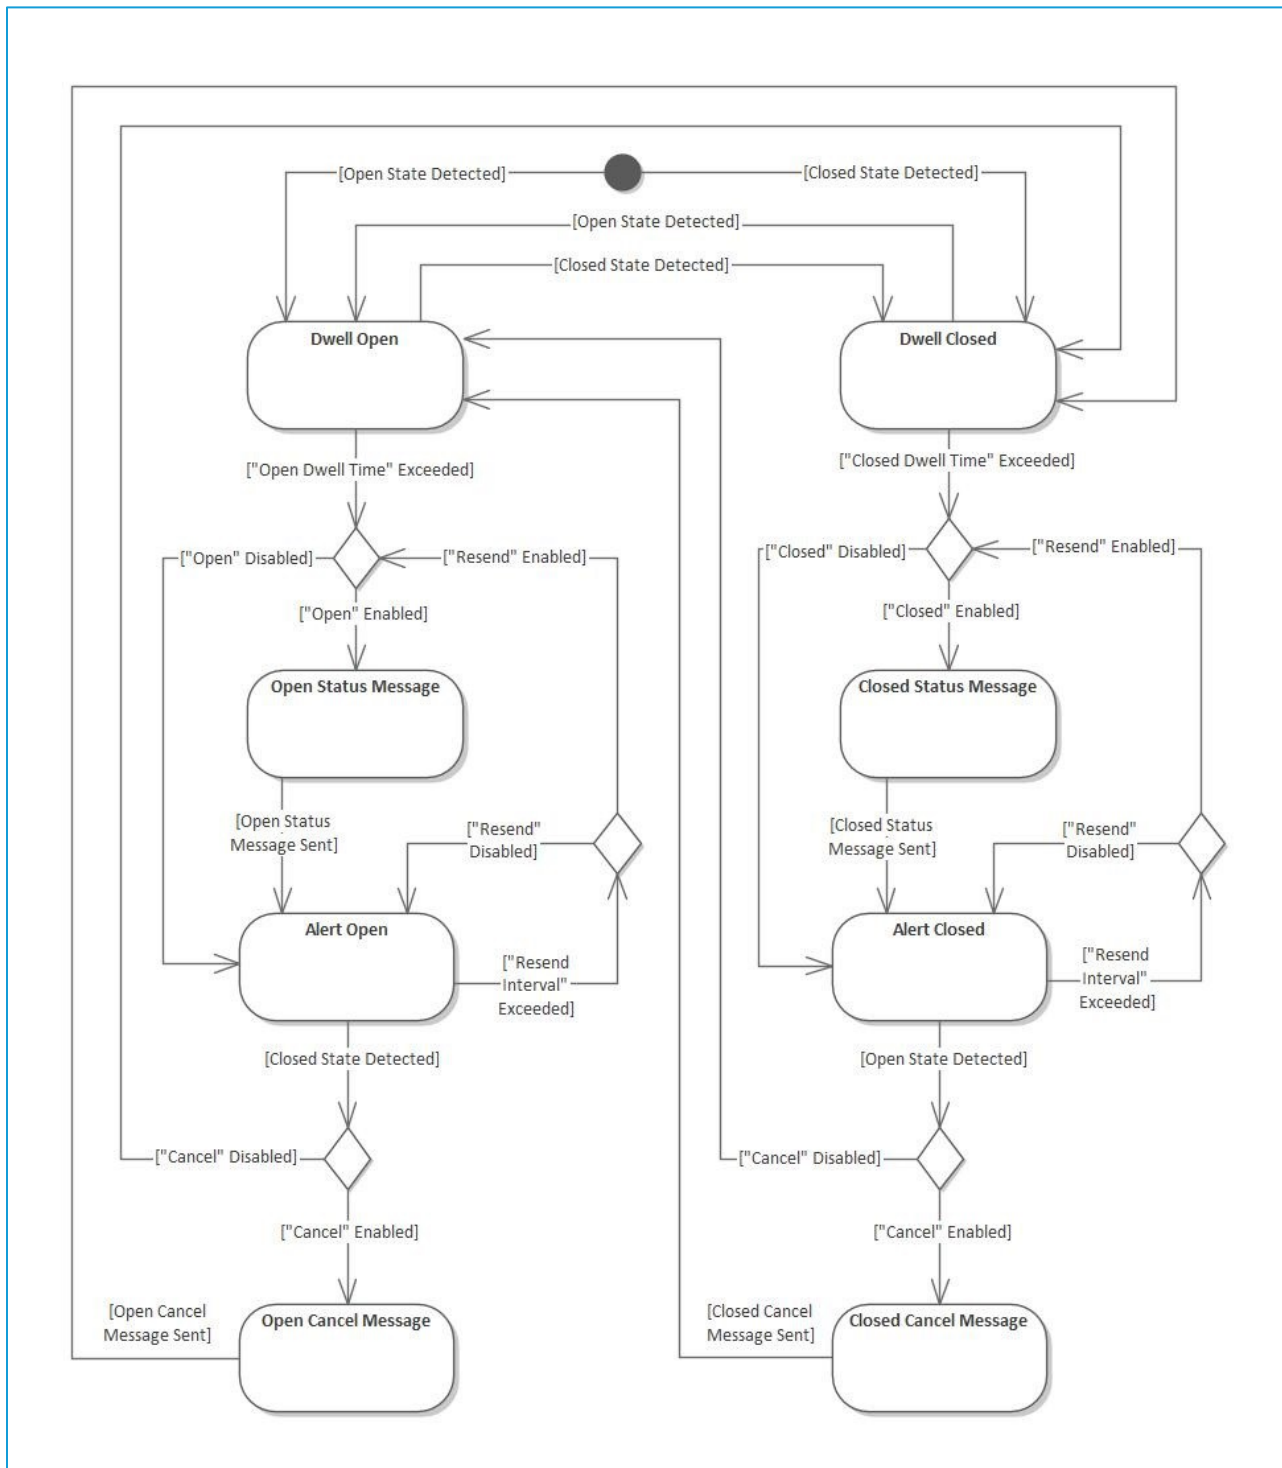 [Open State Detected]
[Closed State Detected]
[Open State Detected]
[Closed State Detected]
Dwell Open
Dwell Closed
["Open Dwell Time" Exceeded]
["Closed Dwell Time" Exceeded]
["Open" Disabled]
["Resend" Enabled]
["Closed" Disabled]
["Resend" Enabled]
["Open" Enabled]
["Closed" Enabled]
Open Status Message
Closed Status Message
[Open Status
Message Sent]
["Resend"
Disabled]
[Closed Status
Message Sent]
["Resend"
Disabled]
Alert Open
Alert Closed
["Resend
Interval"
Exceeded]
["Resend
Interval"
Exceeded]
[Closed State Detected]
[Open State Detected]
["Cancel" Disabled]
["Cancel" Disabled]
["Cancel" Enabled]
["Cancel" Enabled]
[Open Cancel
Message Sent]
Open Cancel Message
[Closed Cancel
Message Sent]
Closed Cancel Message